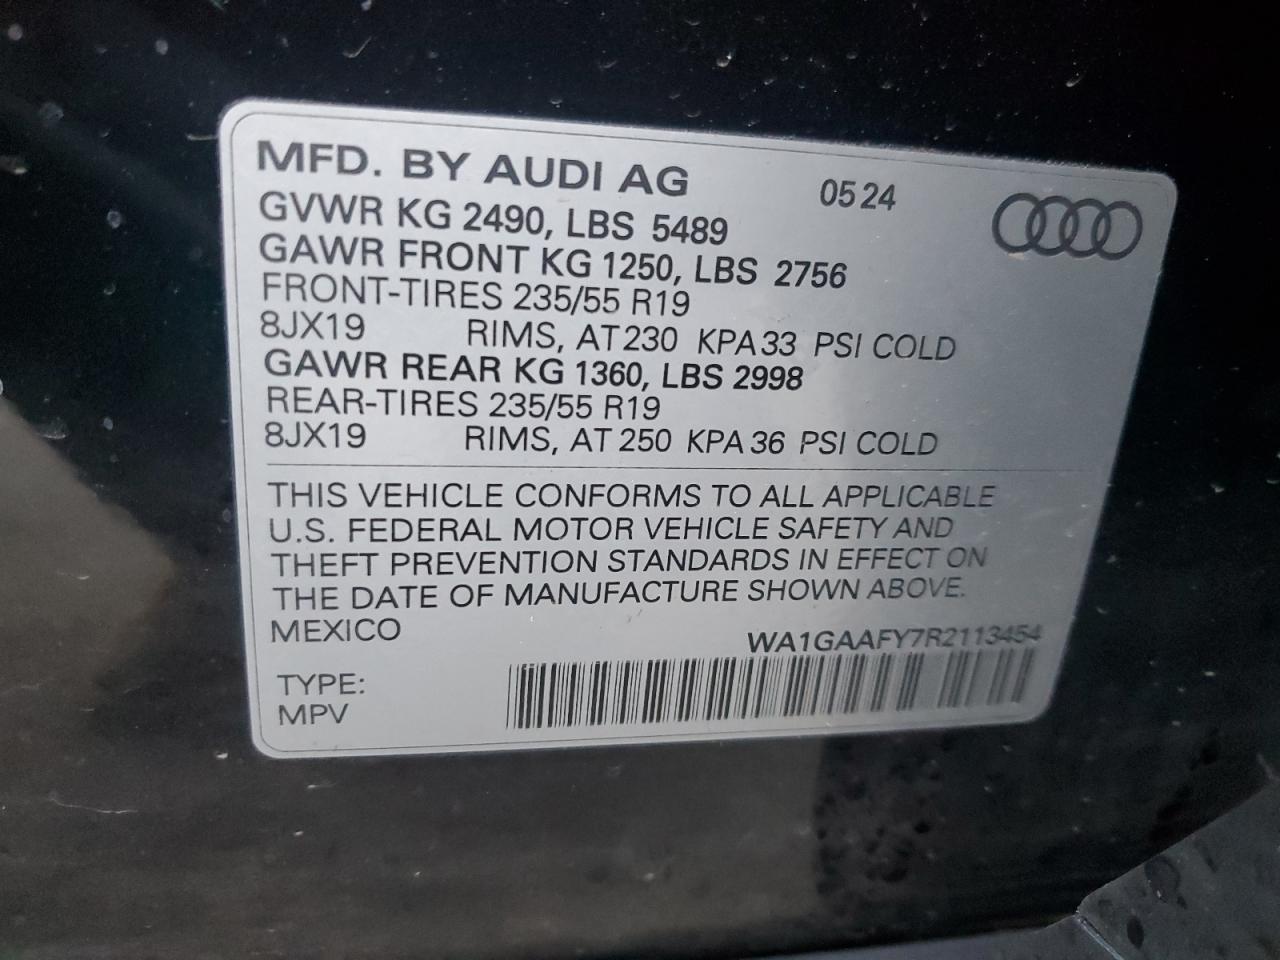 MFD. BY AUDI AG 05 24
GVWR KG 2490, LBS 5489
GAWR FRONT KG 1250, LBS 2756
FRONT-TIRES 235/55 R19
8JX19 RIMS, AT 230 KPA 33 PSI COLD
GAWR REAR KG 1360, LBS 2998
REAR-TIRES 235/55 R19
8JX19 RIMS, AT 250 KPA 36 PSI COLD
THIS VEHICLE CONFORMS TO ALL APPLICABLE
U.S. FEDERAL MOTOR VEHICLE SAFETY AND
THEFT PREVENTION STANDARDS IN EFFECT ON
THE DATE OF MANUFACTURE SHOWN ABOVE.
MEXICO WA1GAAFY7R2113454
TYPE:
MPV